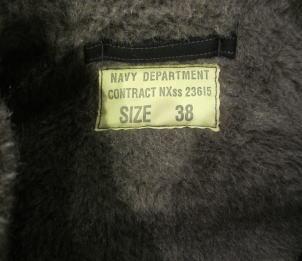 NAVY DEPARTMENT
CONTRACT NXss 23615
SIZE 38